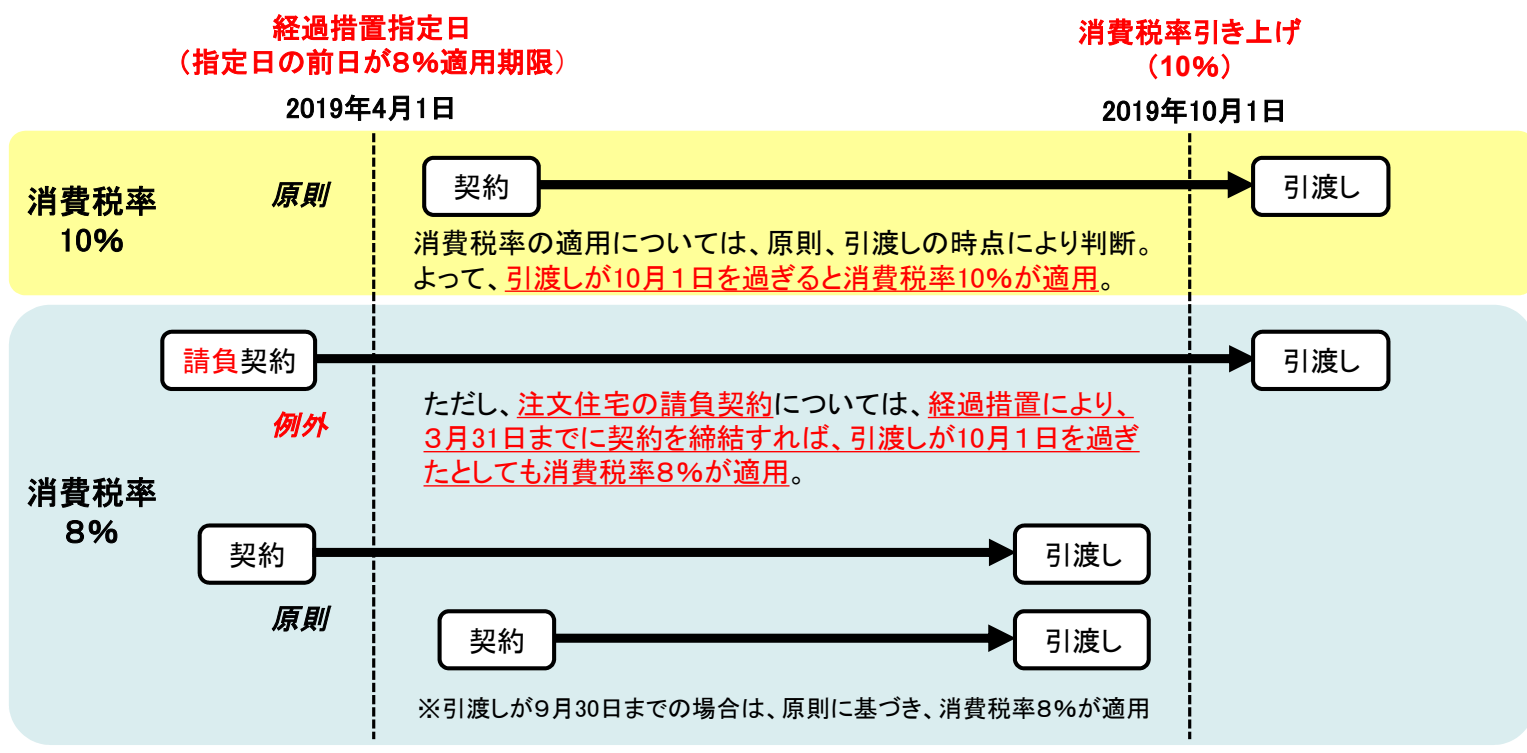 経過措置指定日
（指定日の前日が８％適用期限）
2019年４月１日
消費税率引き上げ
（10％）
2019年10月１日
消費税率
10％
原則
契約
引渡し
消費税率の適用については、原則、引渡しの時点により判断。
よって、引渡しが10月１日を過ぎると消費税率10％が適用。
請負契約
引渡し
例外
ただし、注文住宅の請負契約については、経過措置により、
３月31日までに契約を締結すれば、引渡しが10月１日を過ぎ
たとしても消費税率８％が適用。
消費税率
８％
契約
引渡し
原則
契約
引渡し
※引渡しが９月30日までの場合は、原則に基づき、消費税率８％が適用